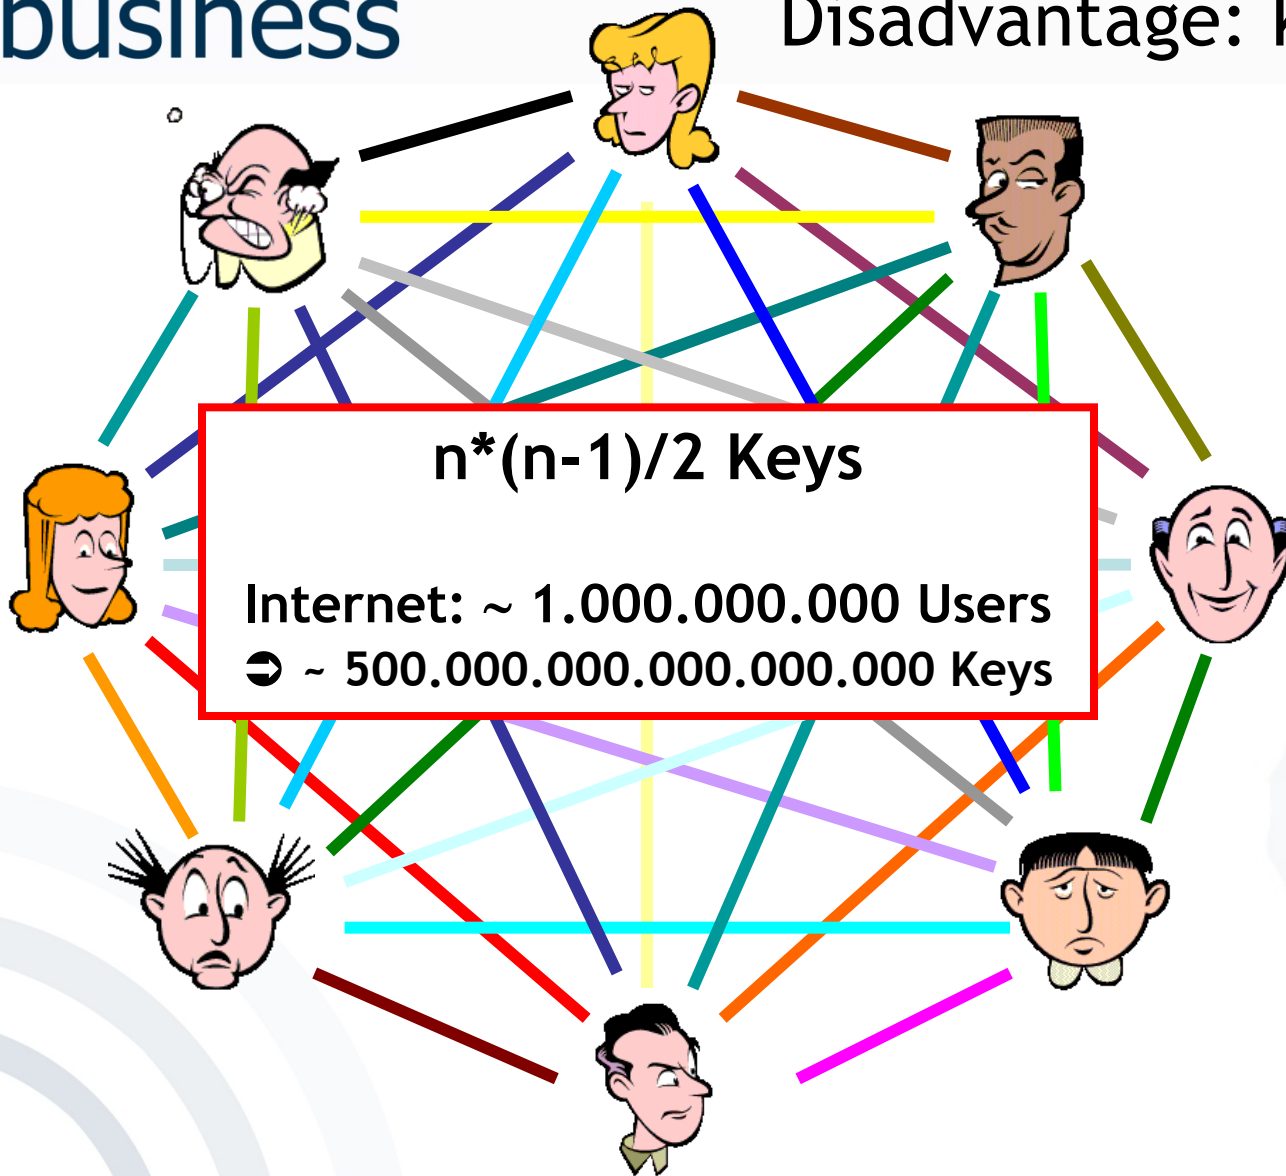 business
Disadvantage:
n*(n-1)/2 Keys
Internet: ~ 1.000.000.000 Users
➲ ~ 500.000.000.000.000.000 Keys